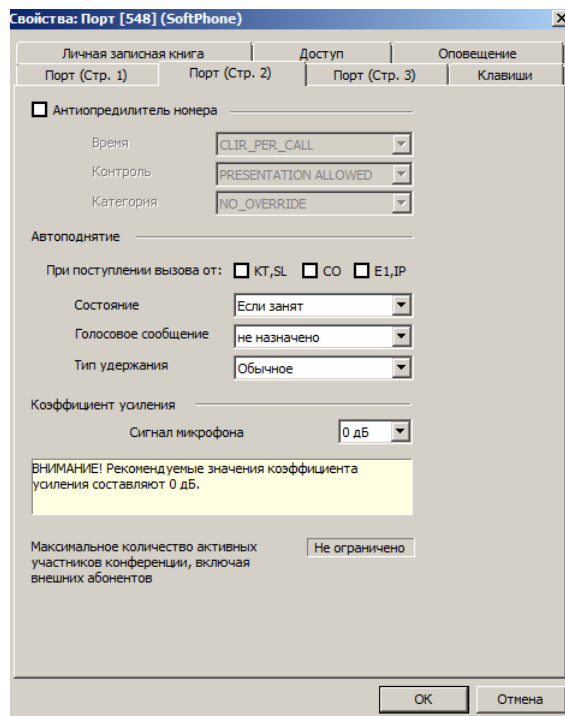 Свойства: Порт [548] (SoftPhone)
Личная записная книга Доступ Оповещение
Порт (Стр. 1) Порт (Стр. 2) Порт (Стр. 3) Клавиши
Антиопредилитель номера
Время CLIR_PER_CALL
Контроль PRESENTATION ALLOWED
Категория NO_OVERRIDE
Автоподнятие
При поступлении вызова от: KT,SL CO E1,IP
Состояние Если занят
Голосовое сообщение не назначено
Тип удержания Обычное
Коэффициент усиления
Сигнал микрофона 0 дБ
ВНИМАНИЕ! Рекомендуемые значения коэффициента
усиления составляют 0 дБ.
Максимальное количество активных Не ограничено
участников конференции, включая
внешних абонентов
OK Отмена